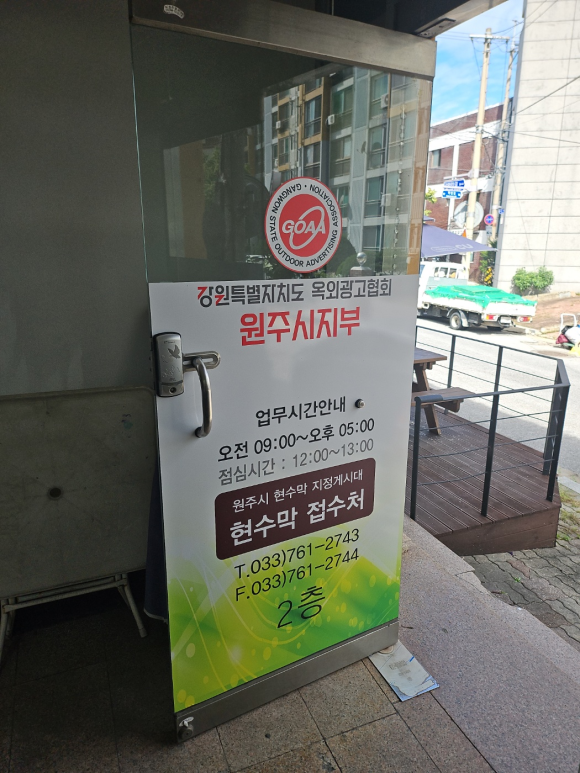 GANGWON STATE OUTDOOR ADVERTISING ASSOCIATION •
GOAA
강원특별자치도 옥외광고협회
원주시지부
업무시간안내
오전 09:00~오후 05:00
점심시간 : 12:00~13:00
원주시 현수막 지정게시대
현수막 접수처
T.033)761-2743
F.033)761-2744
2층